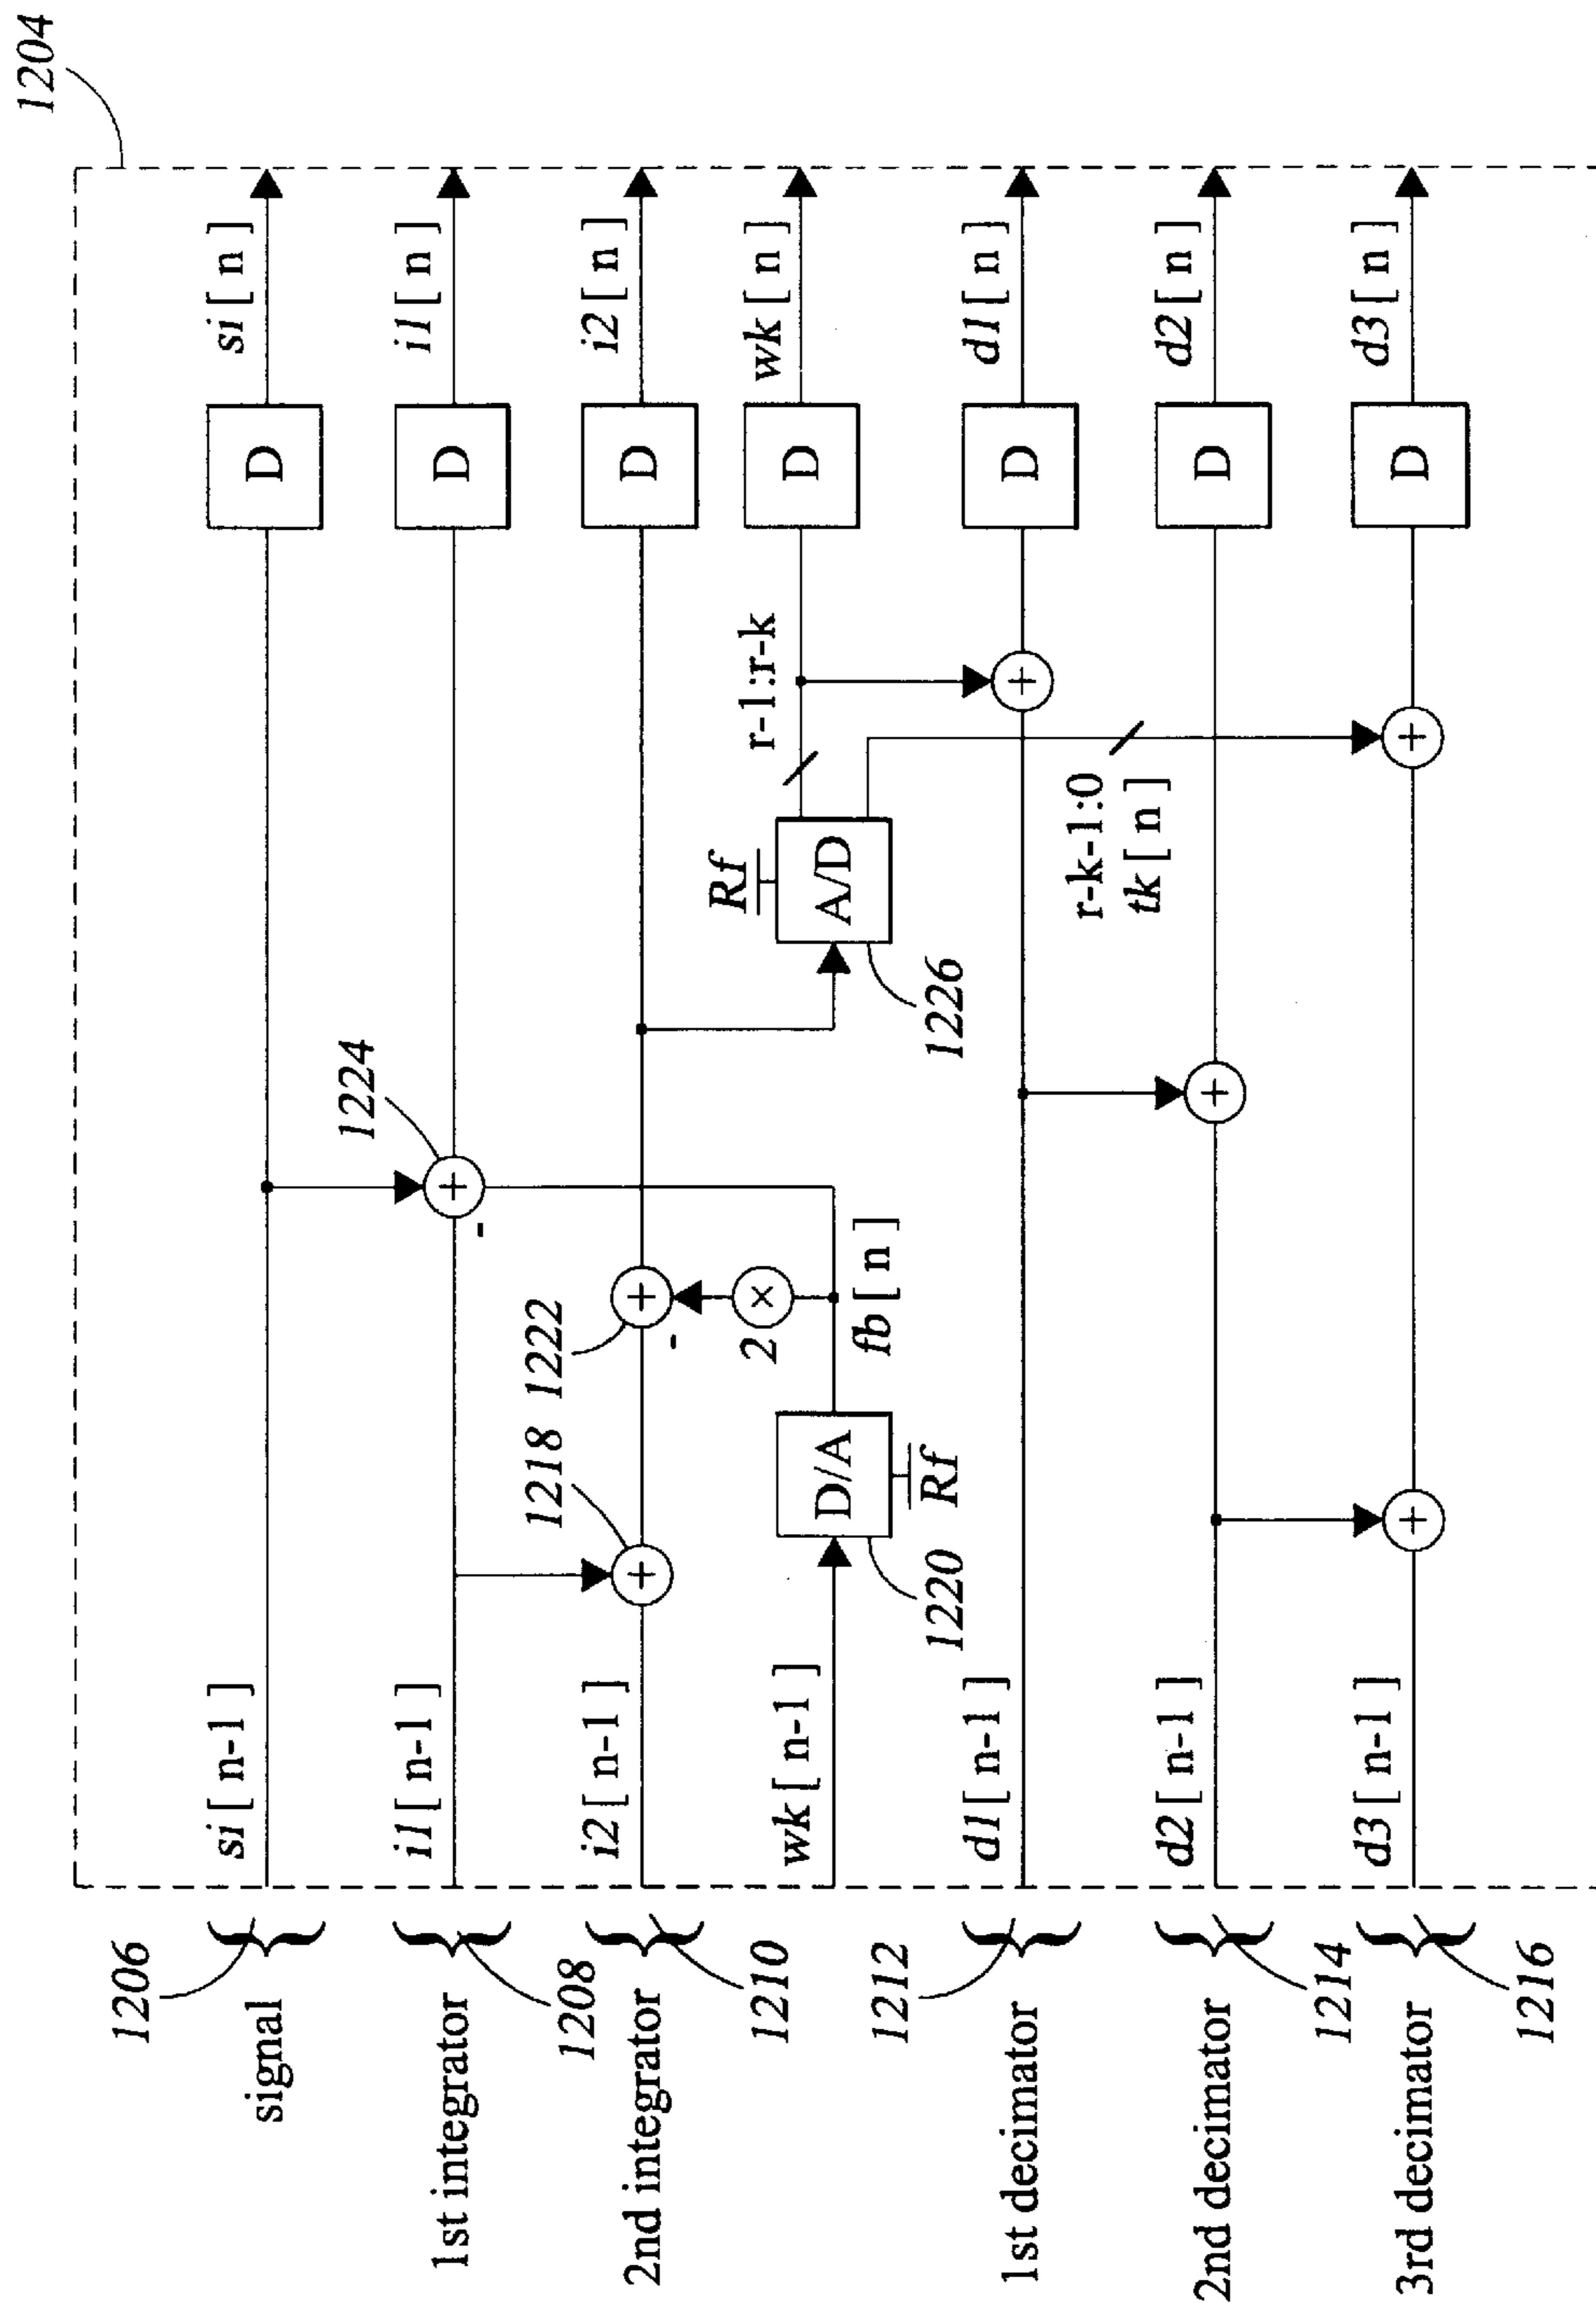 1204
signal
1206
si [ n-1 ]
D
si [ n ]
1st integrator
1208
i1 [ n-1 ]
1224
-
+
D
i1 [ n ]
2nd integrator
1210
i2 [ n-1 ]
1218
+
1222
+
-
D
i2 [ n ]
2
×
wk [ n-1 ]
D/A
Rf
1220
fb [ n ]
Rf
A/D
1226
r-1:r-k
D
wk [ n ]
1st decimator
1212
d1 [ n-1 ]
+
D
d1 [ n ]
r-k-1:0
tk [ n ]
2nd decimator
1214
d2 [ n-1 ]
+
D
d2 [ n ]
3rd decimator
1216
d3 [ n-1 ]
+
+
D
d3 [ n ]